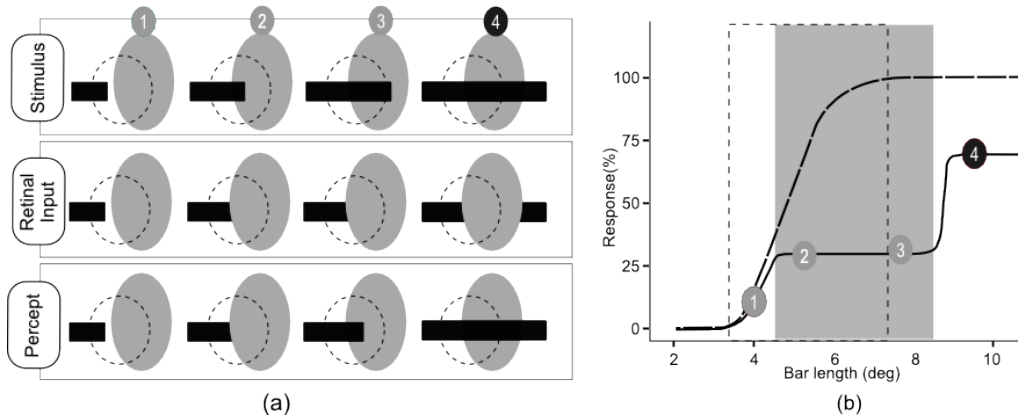 1 2 3 4
Stimulus
Retinal
Input
Percept
(a)
Response(%)
100
75
50
25
0
1
2
3
4
2 4 6 8 10
Bar length (deg)
(b)